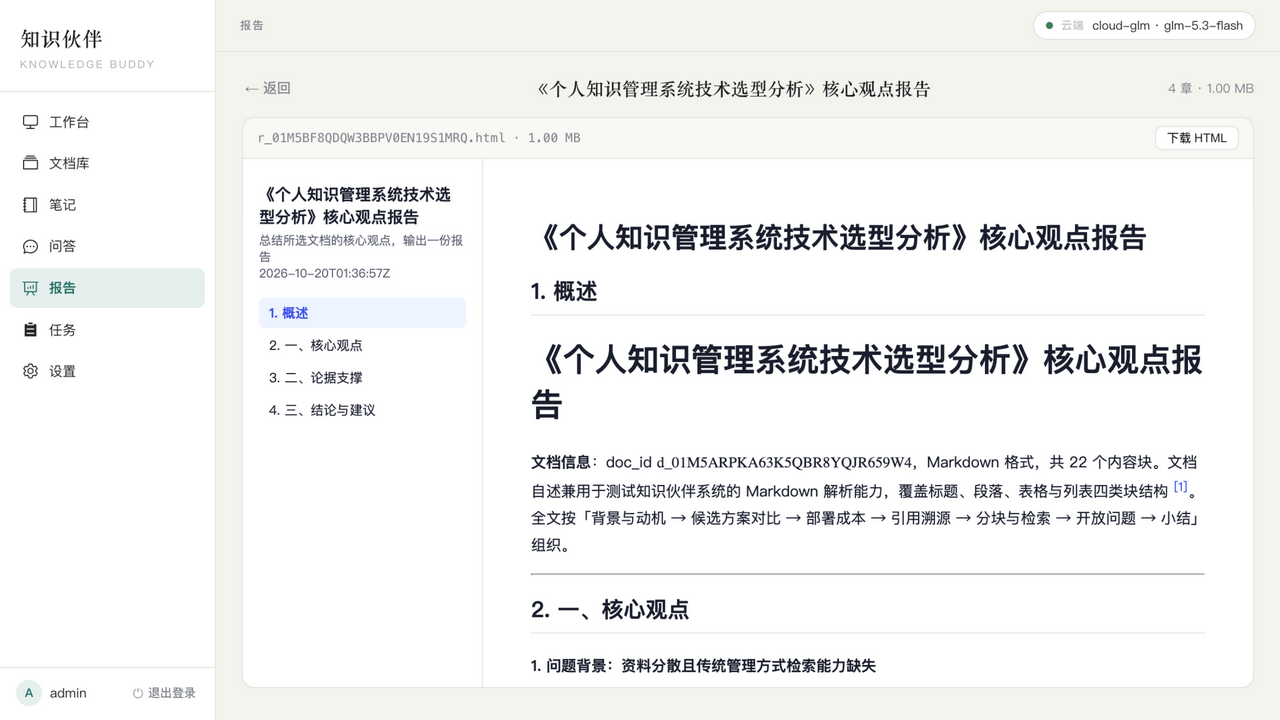 知识伙伴
KNOWLEDGE BUDDY
工作台
文档库
笔记
问答
报告
任务
设置
A admin 退出登录
报告
云端 cloud-glm · glm-5.3-flash
← 返回
《个人知识管理系统技术选型分析》核心观点报告
4 章 · 1.00 MB
r_01M5BF8QDQW3BBPV0EN19S1MRQ.html · 1.00 MB
下载 HTML
《个人知识管理系统技术选
型分析》核心观点报告
总结所选文档的核心观点，输出一份报
告
2026-10-20T01:36:57Z
1. 概述
2. 一、核心观点
3. 二、论据支撑
4. 三、结论与建议
《个人知识管理系统技术选型分析》核心观点报告
1. 概述
《个人知识管理系统技术选型分析》核心观点报
告
文档信息：doc_id d_01M5ARPKA63K5QBR8YQJR659W4，Markdown 格式，共 22 个内容块。文档
自述兼用于测试知识伙伴系统的 Markdown 解析能力，覆盖标题、段落、表格与列表四类块结构 [1]。
全文按「背景与动机 → 候选方案对比 → 部署成本 → 引用溯源 → 分块与检索 → 开放问题 → 小结」
组织。
2. 一、核心观点
1. 问题背景：资料分散且传统管理方式检索能力缺失